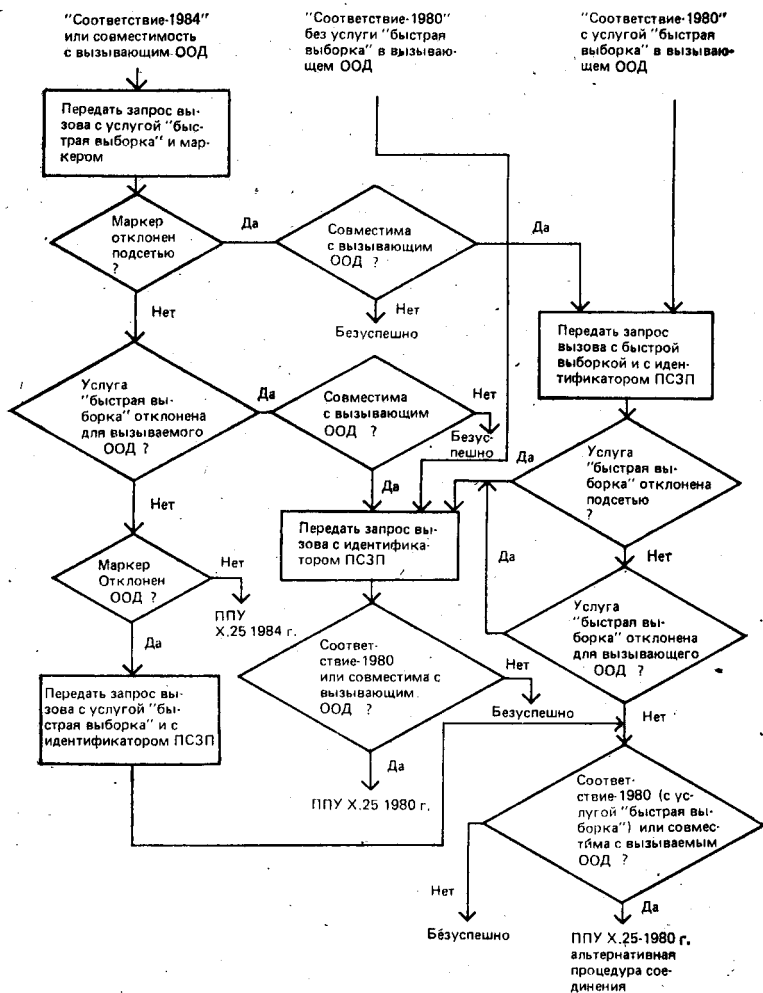 "Соответствие-1984"
или совместимость
с вызывающим ООД
"Соответствие-1980"
без услуги "быстрая
выборка" в вызываю-
щем ООД
"Соответствие-1980"
с услугой "быстрая
выборка" в вызываю-
щем ООД
Передать запрос вы-
зова с услугой "быс-
трая выборка" и мар-
кером
Маркер
отклонен
подсетью
?
Да
Совместима
с вызывающим
ООД ?
Да
Нет
Нет
Безуспешно
Передать запрос
вызова с быстрой
выборкой и с иден-
тификатором ПСЗП
Услуга
"быстрая вы-
борка" отклонена
для вызываемого
ООД ?
Да
Совместима
с вызывающим
ООД ?
Нет
Безус-
пешно
Да
Да
Услуга
"быстрая вы-
борка" отклонена
подсетью
?
Нет
Передать запрос вы-
зова с идентифика-
тором ПСЗП
Да
Нет
Маркер
Отклонен
ООД ?
Нет
ППУ
X.25 1984 г.
Да
Услуга
"быстрая вы-
борка" отклонена
для вызывающего
ООД ?
Соответ-
ствие-1980
или совместима с
вызывающим
ООД ?
Нет
Безуспешно
Нет
Передать запрос вы-
зова с услугой "бы-
страя выборка" и с
идентификатором ПСЗП
Да
ППУ X.25 1980 г.
Соответ-
ствие-1980 (с ус-
лугой "быстрая вы-
борка") или совмес-
тима с вызываемым
ООД ?
Нет
Безуспешно
Да
ППУ X.25-1980 г.
альтернативная
процедура сое-
динения